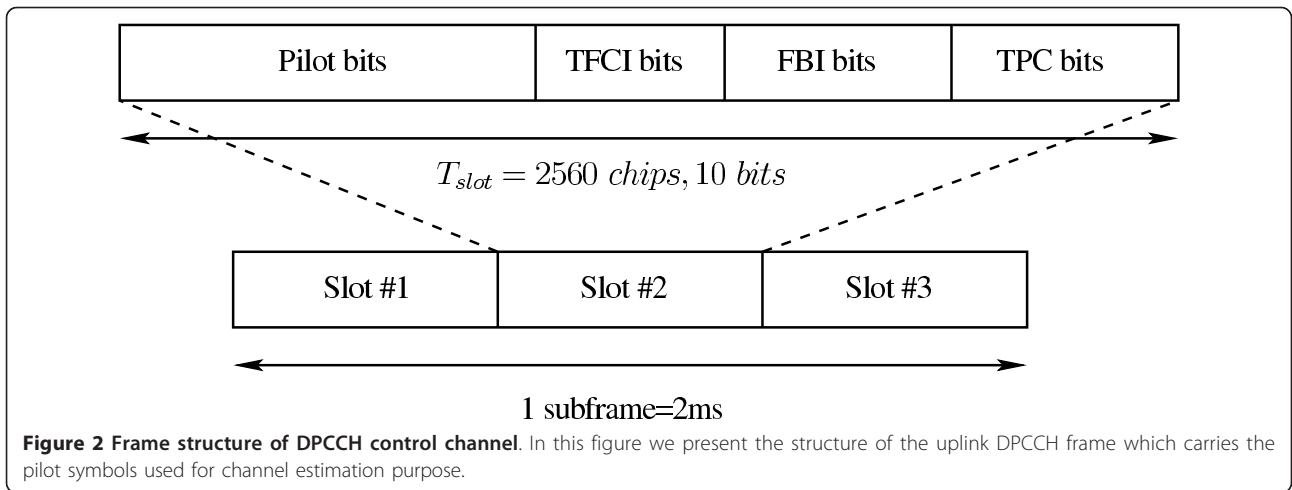 Pilot bits TFCI bits FBI bits TPC bits
T_{slot} = 2560 chips, 10 bits
Slot #1 Slot #2 Slot #3
1 subframe=2ms
Figure 2 Frame structure of DPCCH control channel. In this figure we present the structure of the uplink DPCCH frame which carries the
pilot symbols used for channel estimation purpose.